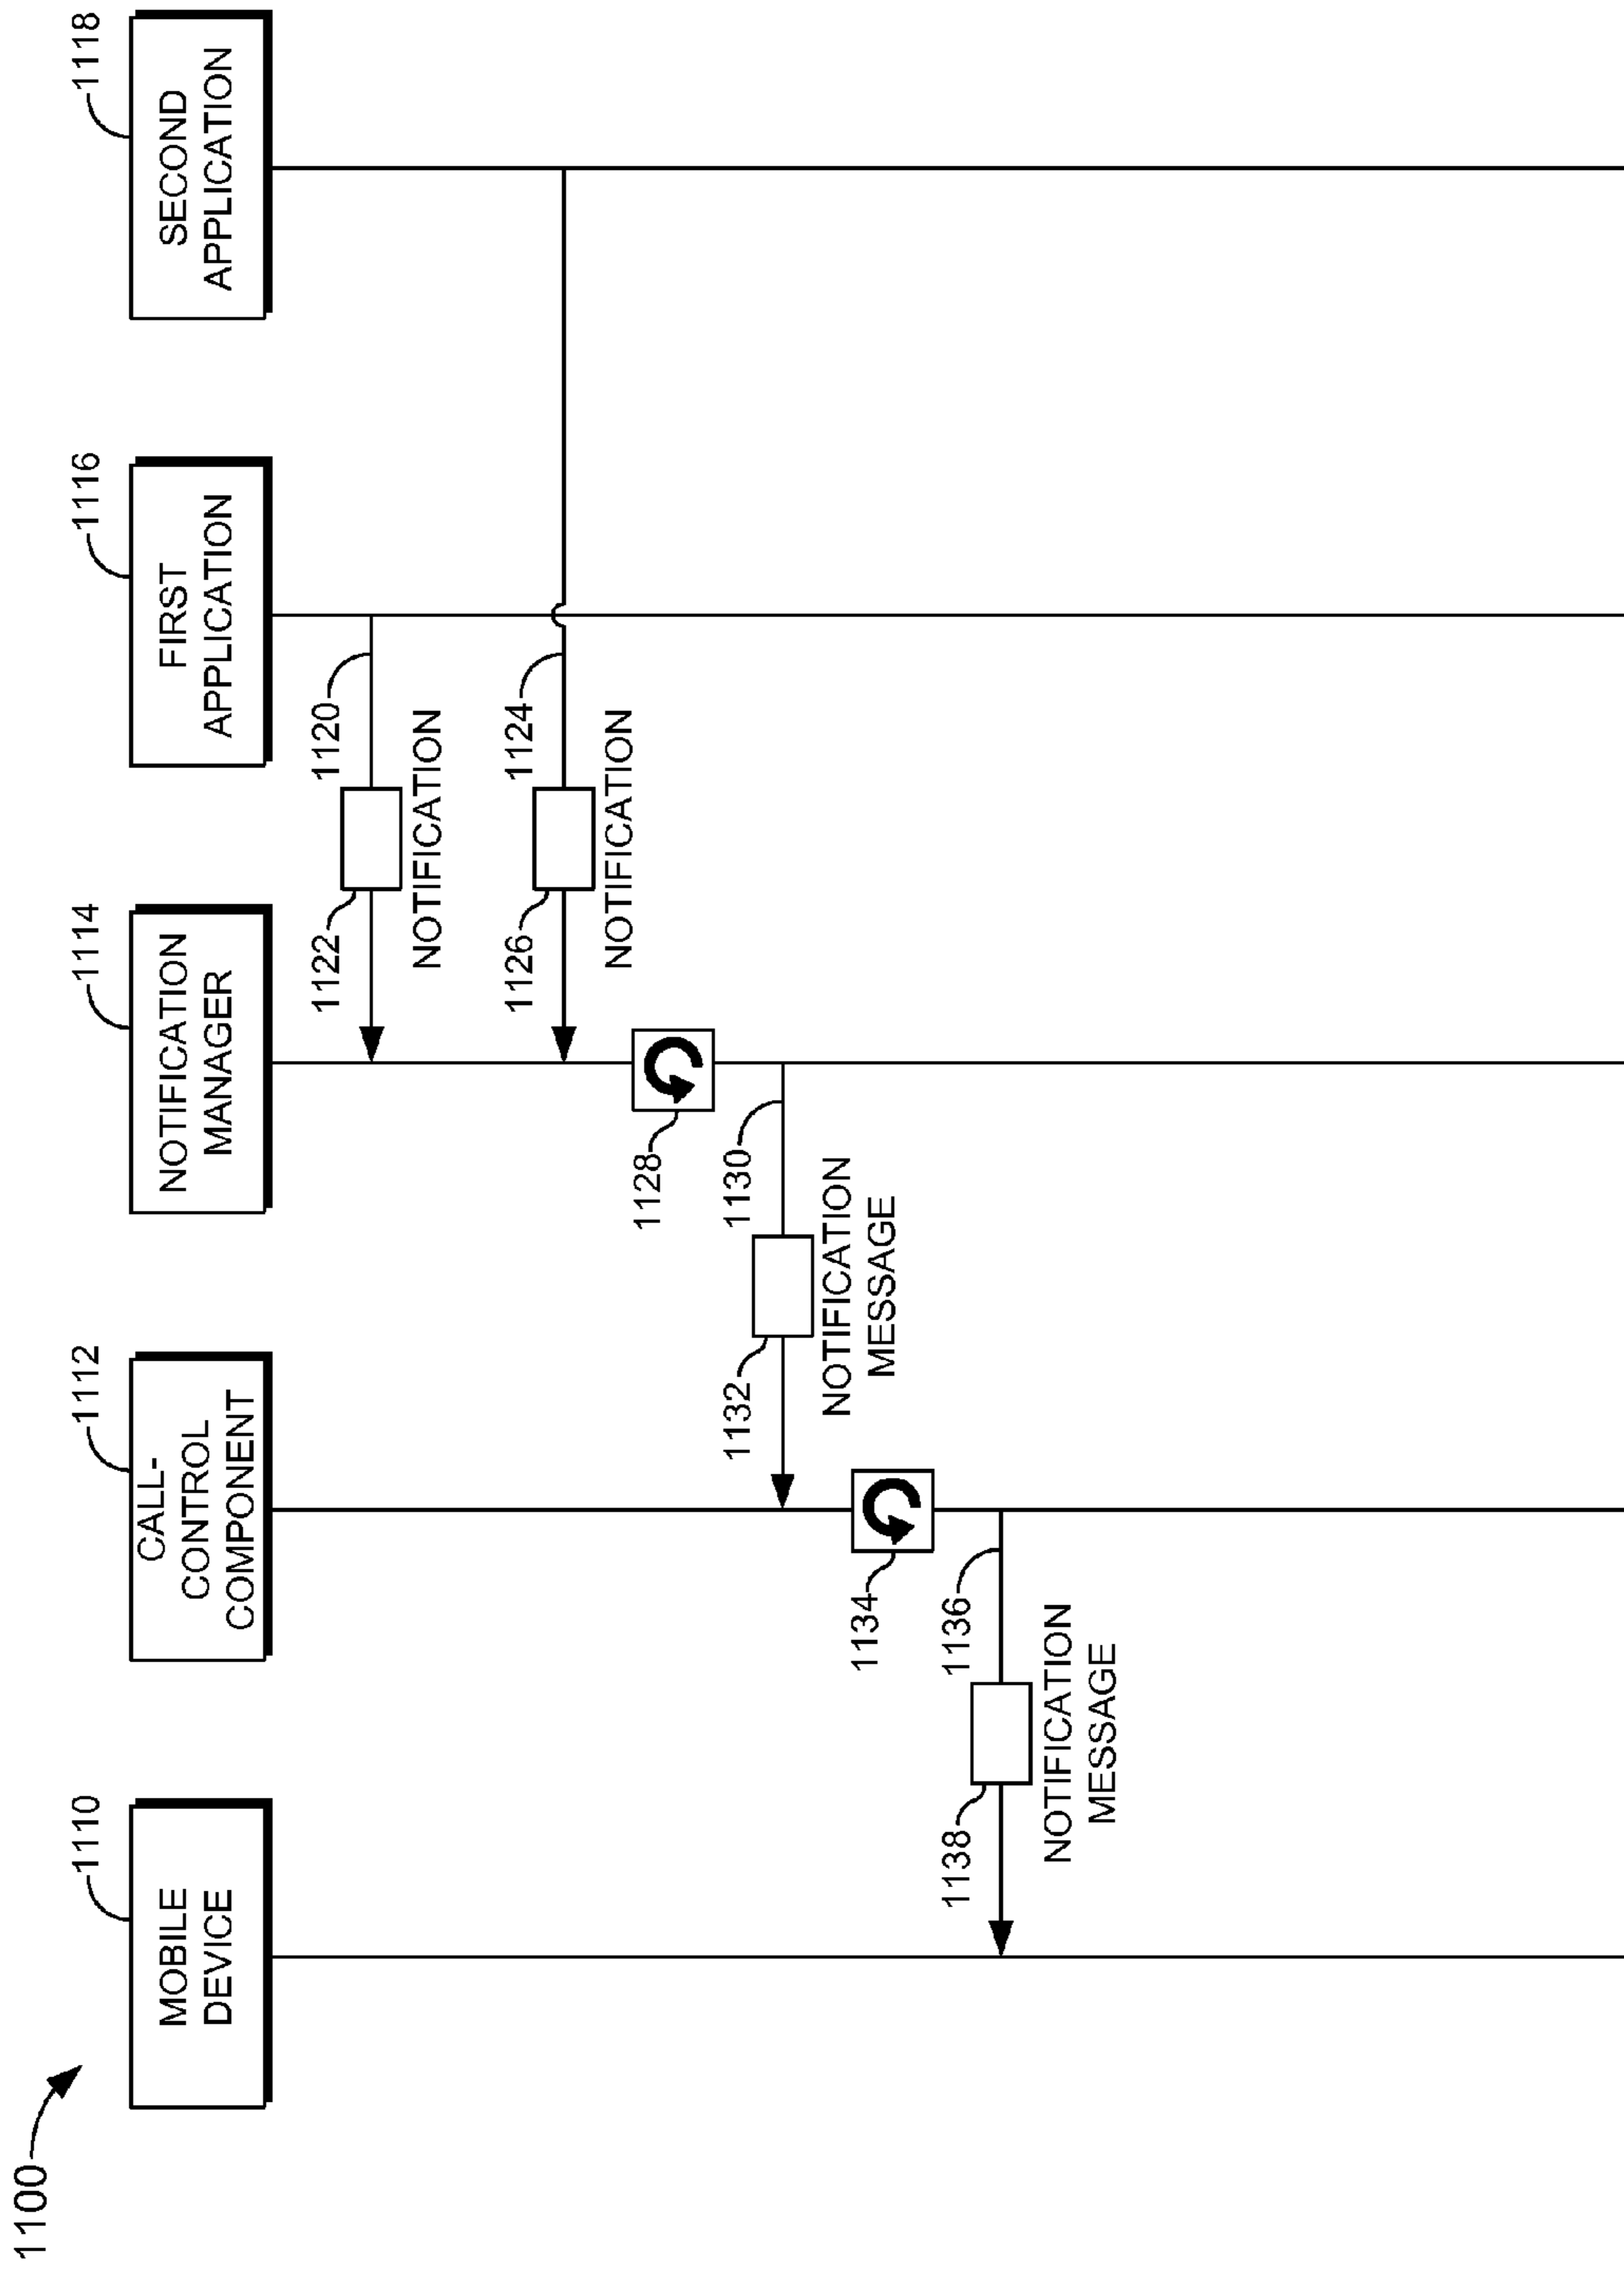 1100
1110
MOBILE
DEVICE
1112
CALL-
CONTROL
COMPONENT
1114
NOTIFICATION
MANAGER
1116
FIRST
APPLICATION
1118
SECOND
APPLICATION
1122
1120
NOTIFICATION
1126
1124
NOTIFICATION
1128
1132
1130
NOTIFICATION
MESSAGE
1134
1138
1136
NOTIFICATION
MESSAGE